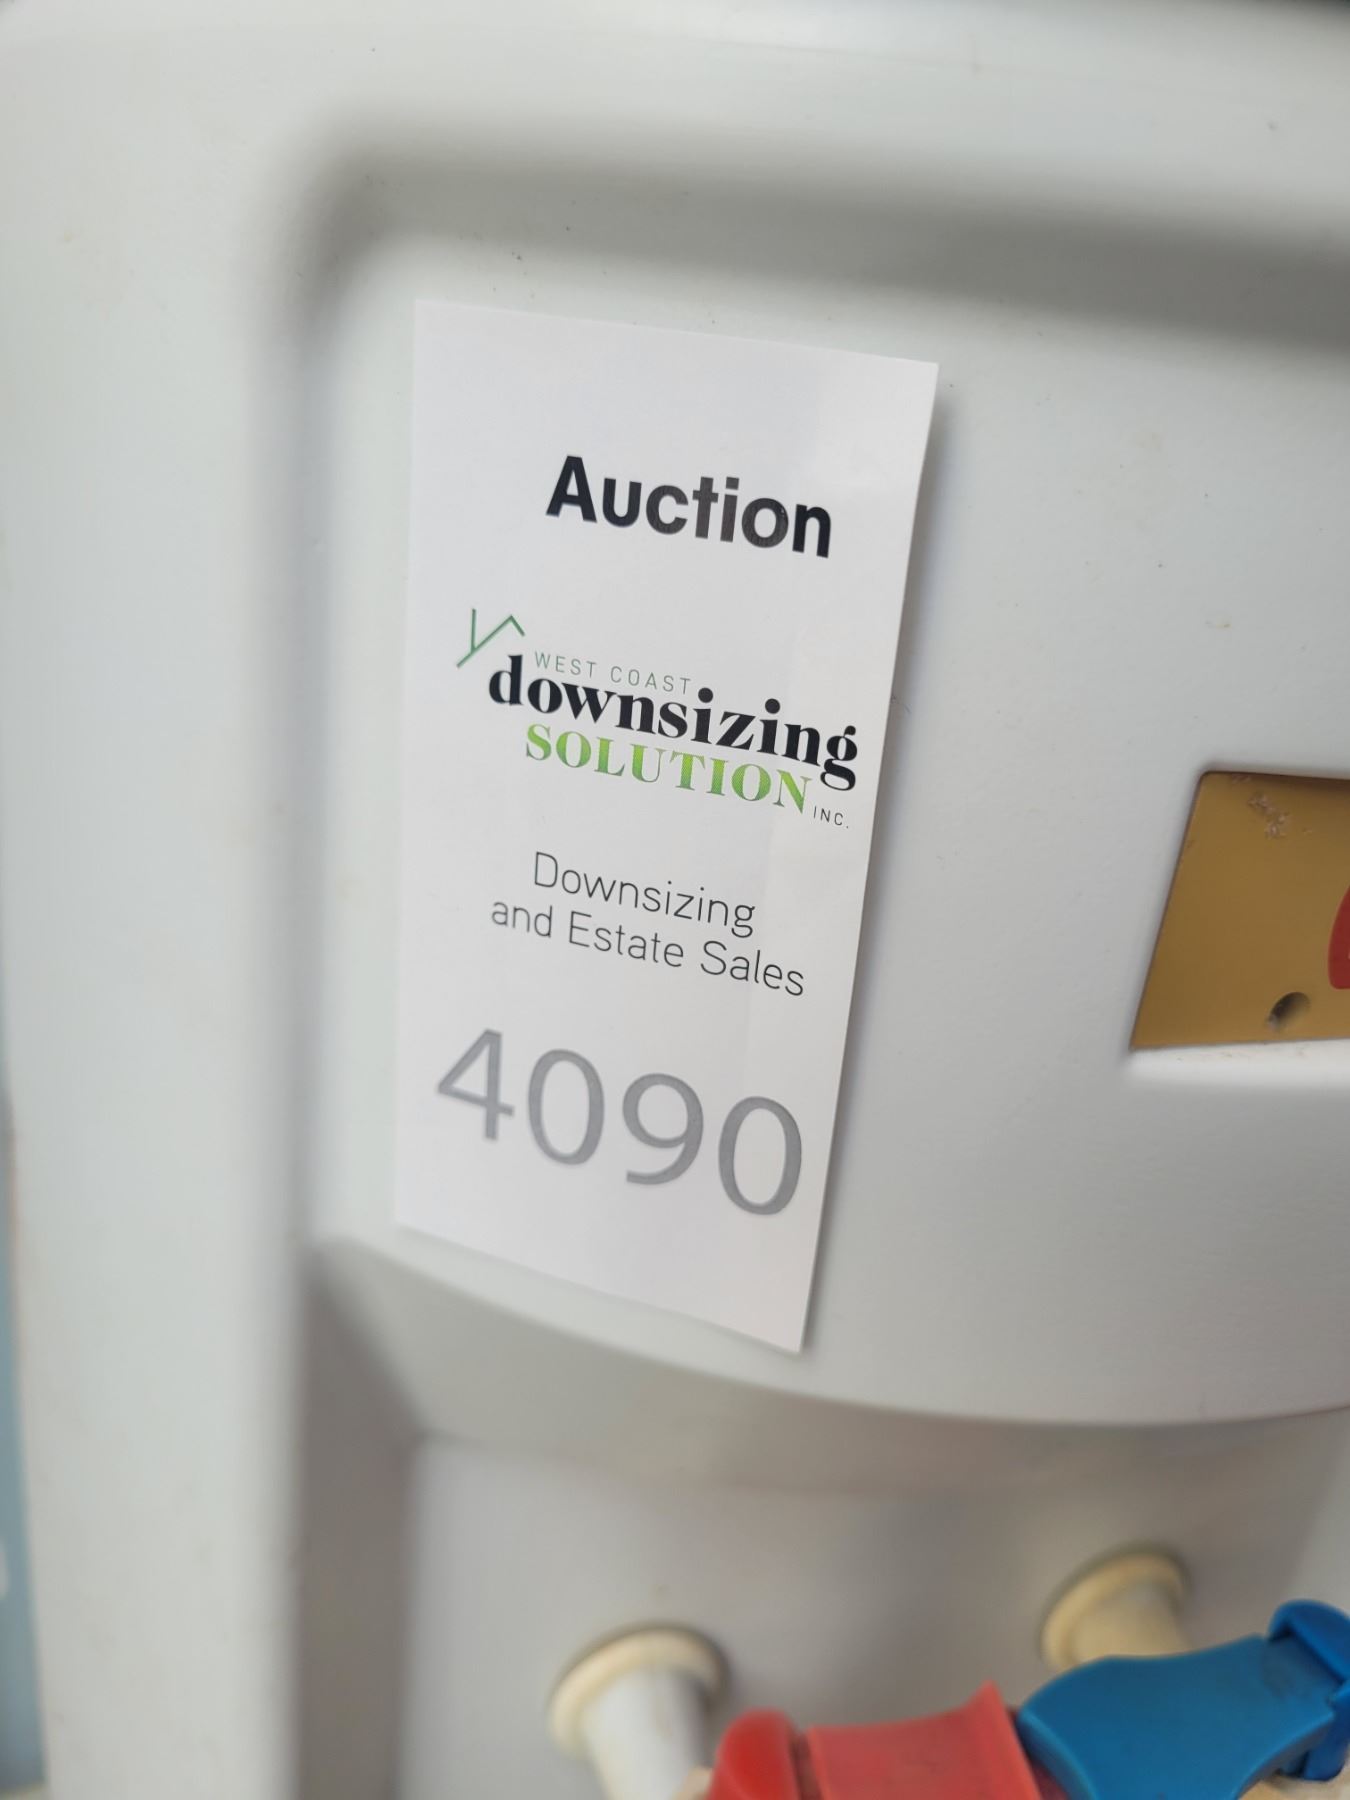 Auction
WEST COAST
downsizing
SOLUTION INC.
Downsizing
and Estate Sales
4090